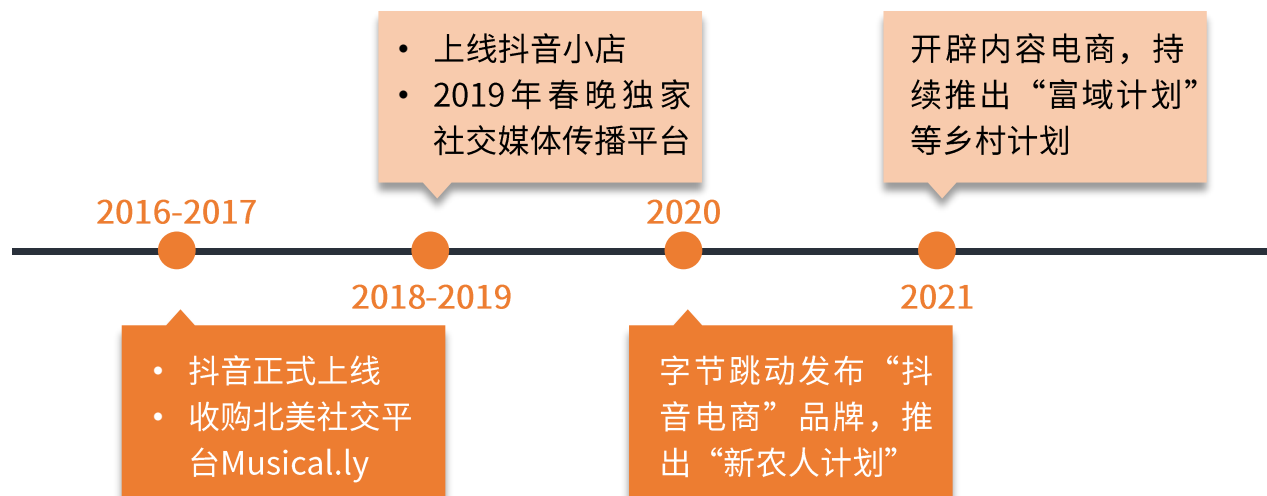 • 上线抖音小店
• 2019年春晚独家
社交媒体传播平台
开辟内容电商，持
续推出“富域计划”
等乡村计划
2016-2017
2020
2018-2019
2021
• 抖音正式上线
• 收购北美社交平
台Musical.ly
字节跳动发布“抖
音电商”品牌，推
出“新农人计划”